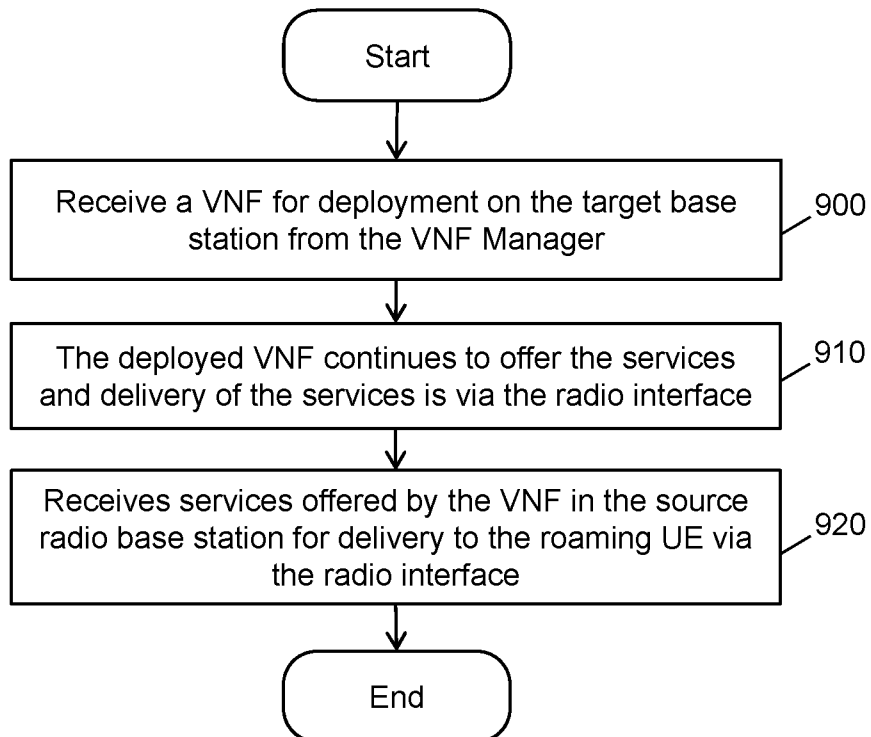 Start
Receive a VNF for deployment on the target base
station from the VNF Manager
900
The deployed VNF continues to offer the services
and delivery of the services is via the radio interface
910
Receives services offered by the VNF in the source
radio base station for delivery to the roaming UE via
the radio interface
920
End